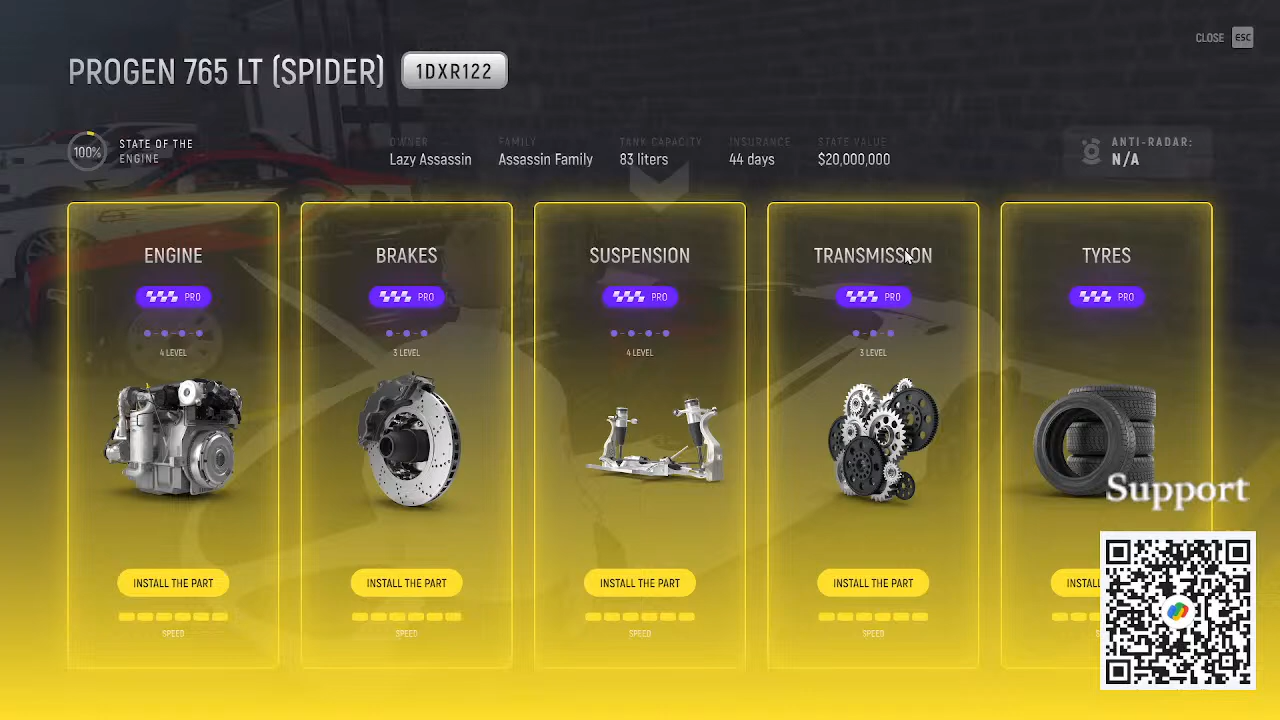 CLOSE ESC
PROGEN 765 LT (SPIDER) 1DXR122
100% STATE OF THE ENGINE
OWNER FAMILY TANK CAPACITY INSURANCE STATE VALUE
Lazy Assassin Assassin Family 83 liters 44 days $20,000,000
ANTI-RADAR:
N/A
ENGINE BRAKES SUSPENSION TRANSMISSION TYRES
PRO PRO PRO PRO PRO
4 LEVEL 3 LEVEL 4 LEVEL 3 LEVEL
Support
INSTALL THE PART INSTALL THE PART INSTALL THE PART INSTALL THE PART INSTALL
SPEED SPEED SPEED SPEED S